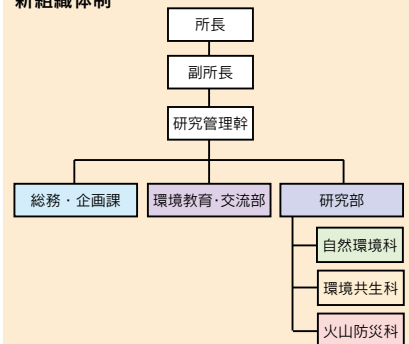 新組織体制
所長
副所長
研究管理幹
総務・企画課
環境教育・交流部
研究部
自然環境科
環境共生科
火山防災科